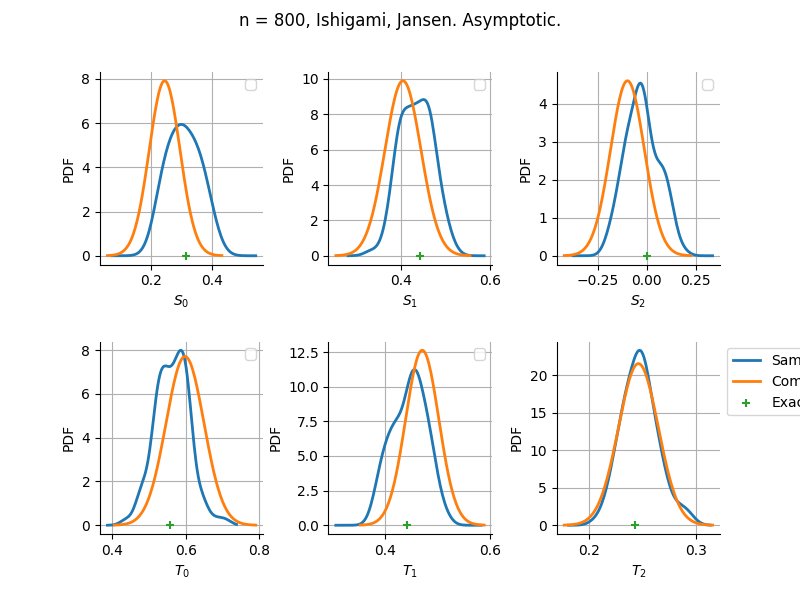 n = 800, Ishigami, Jansen. Asymptotic.
8
6
4
2
0
PDF
0.2
0.4
S₀
10
8
6
4
2
0
PDF
0.4
0.6
S₁
4
3
2
1
0
PDF
−0.25
0.00
0.25
S₂
8
6
4
2
0
PDF
0.4
0.6
0.8
T₀
12.5
10.0
7.5
5.0
2.5
0.0
PDF
0.4
0.6
T₁
20
15
10
5
0
PDF
0.2
0.3
T₂
Sam
Com
Exac